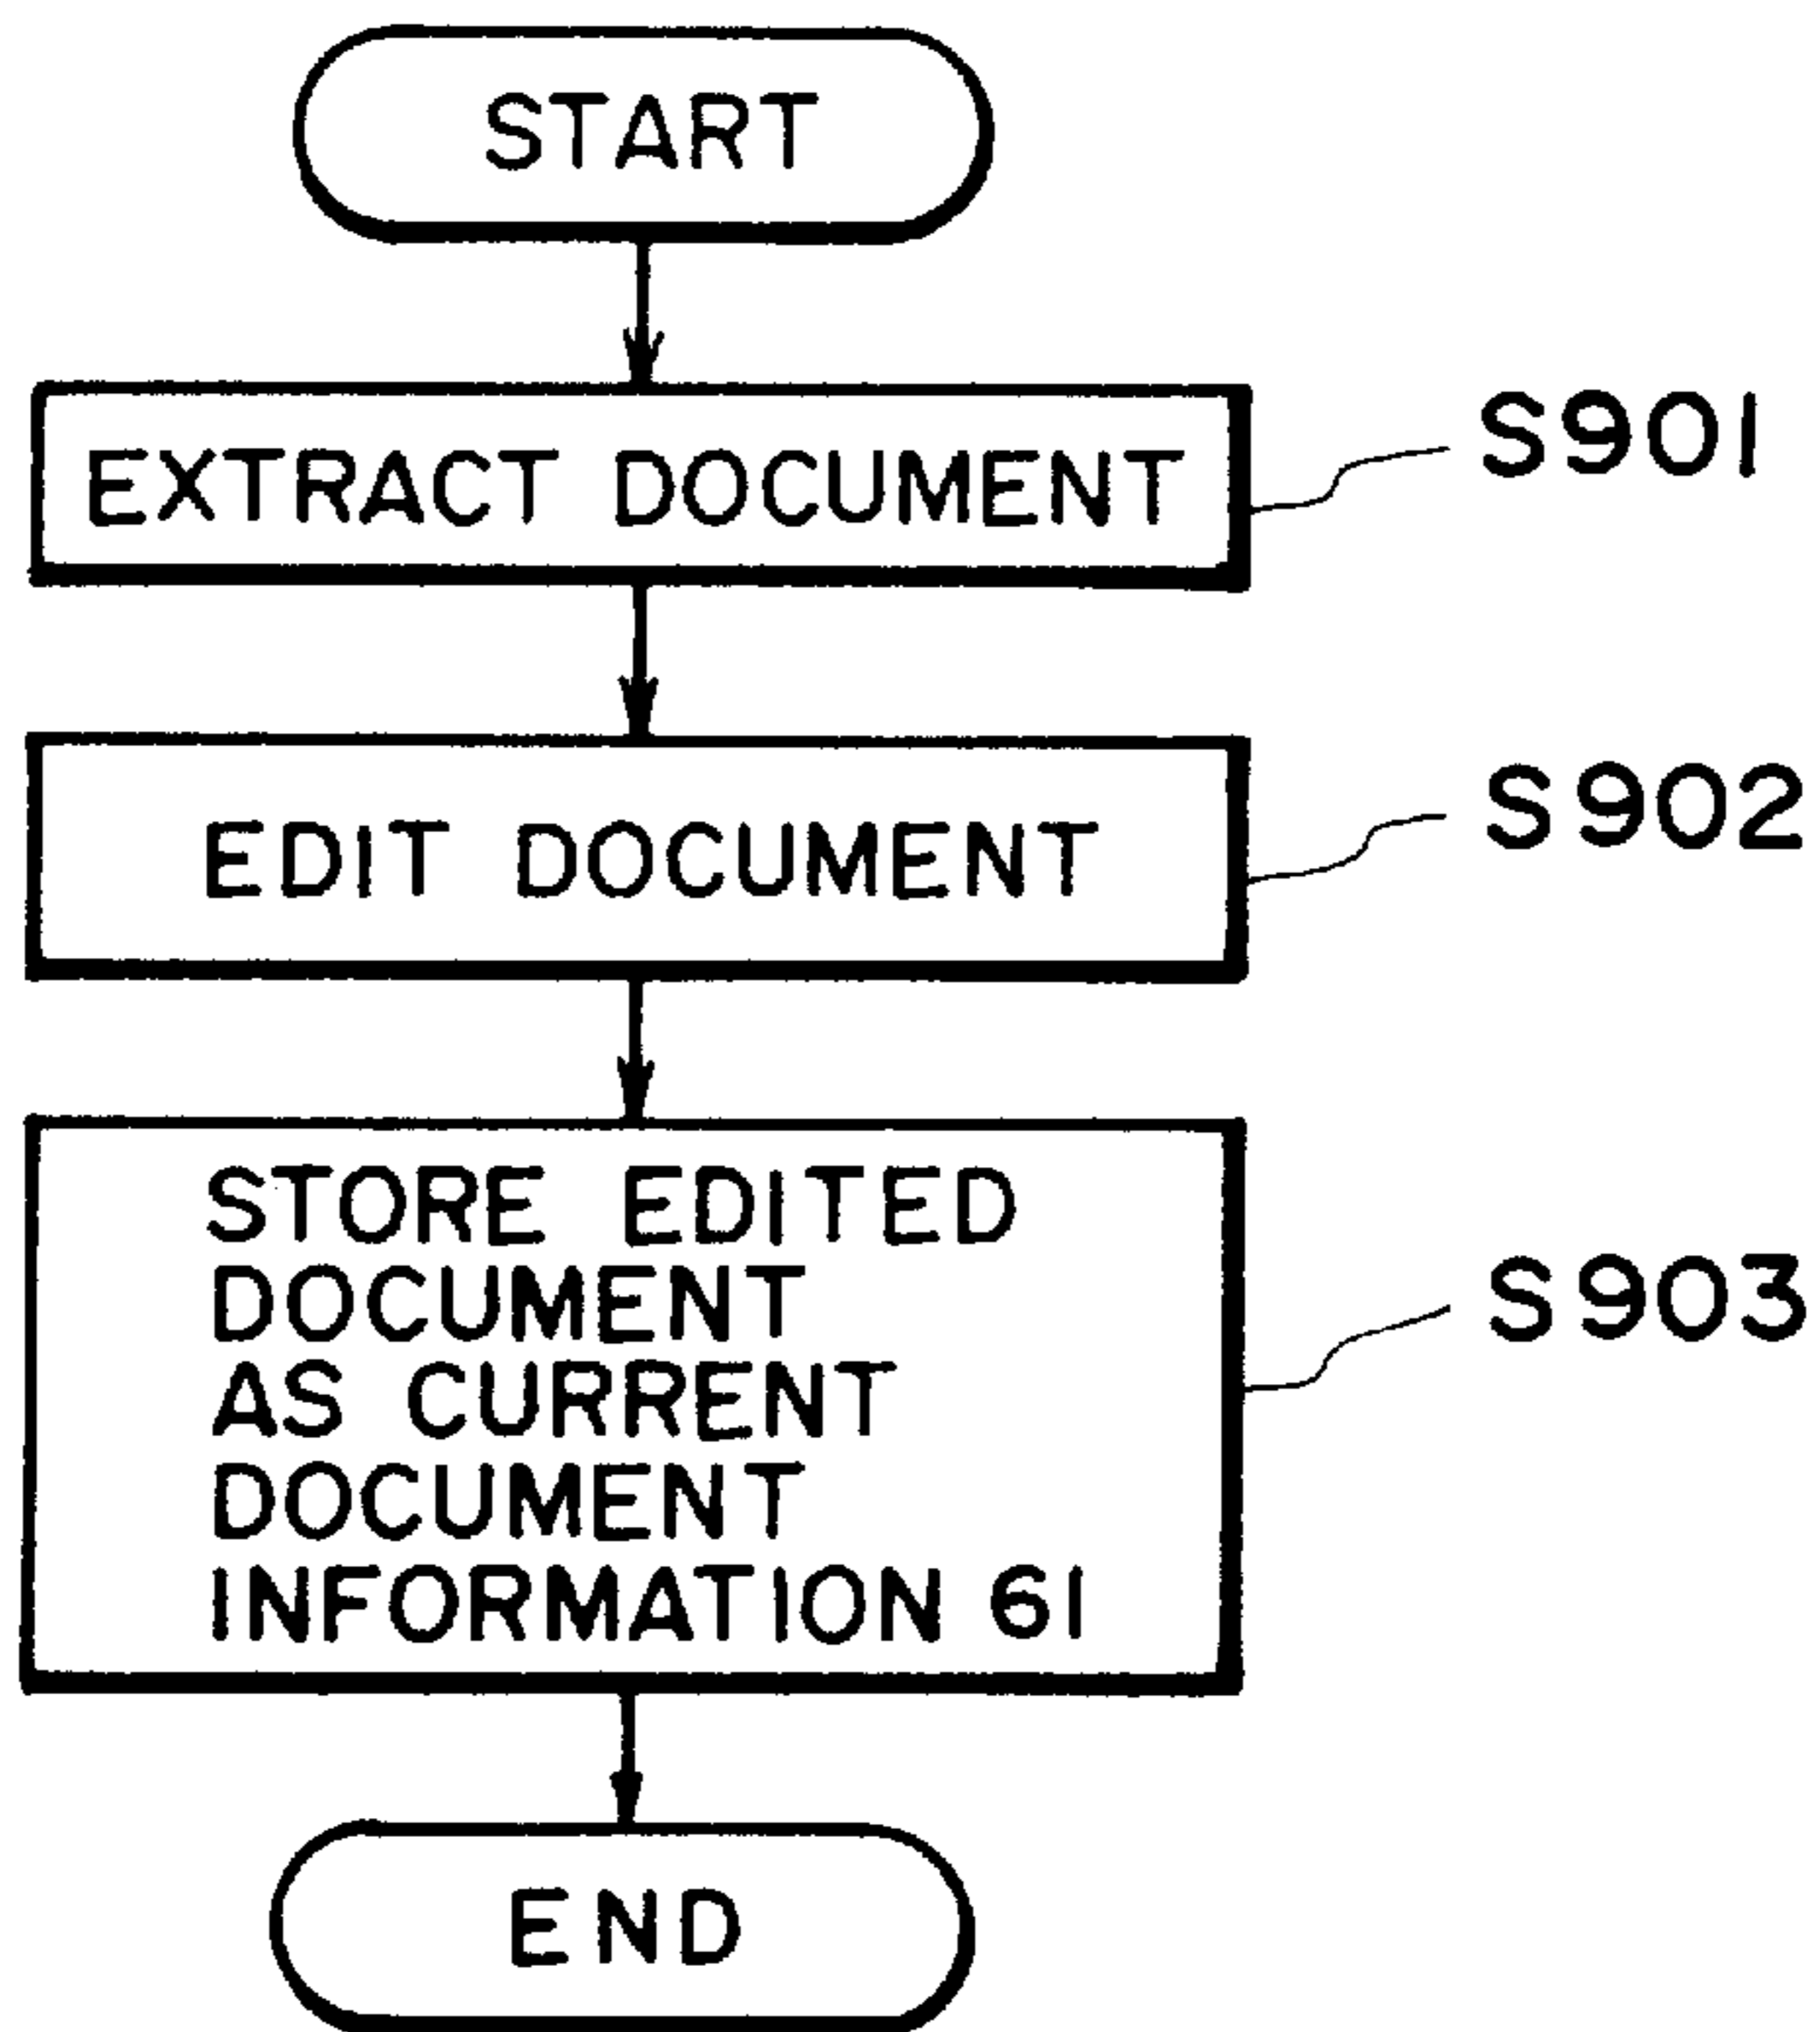 START
EXTRACT DOCUMENT
S901
EDIT DOCUMENT
S902
STORE EDITED
DOCUMENT
AS CURRENT
DOCUMENT
INFORMATION 61
S903
END